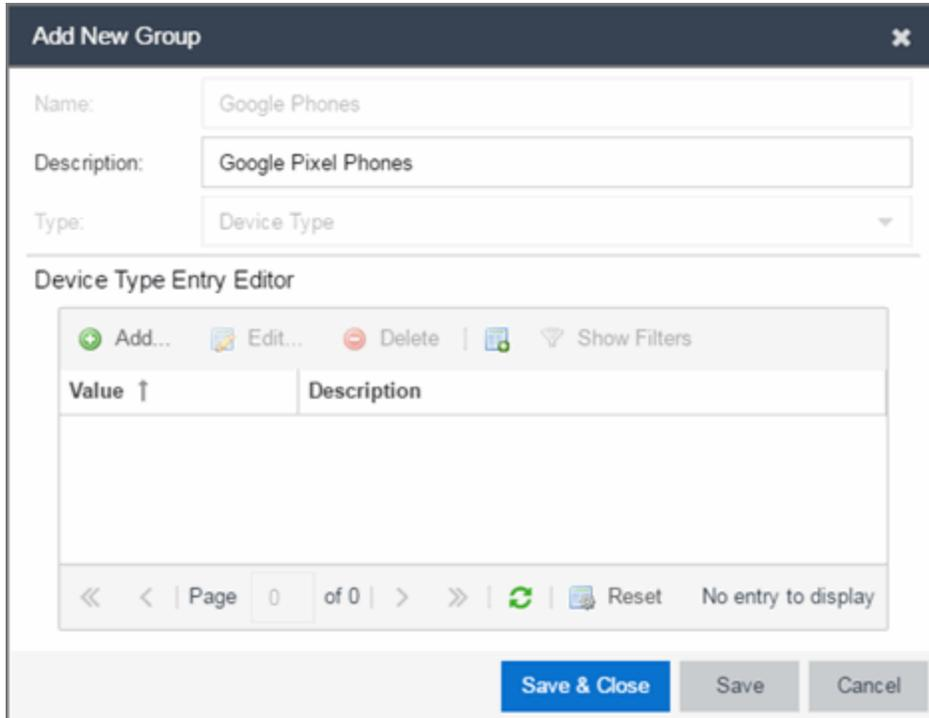 Add New Group
Name: Google Phones
Description: Google Pixel Phones
Type: Device Type
Device Type Entry Editor
Add... Edit... Delete | Show Filters
Value ↑ Description
<< < | Page 0 of 0 | > >> | | Reset No entry to display
Save & Close Save Cancel